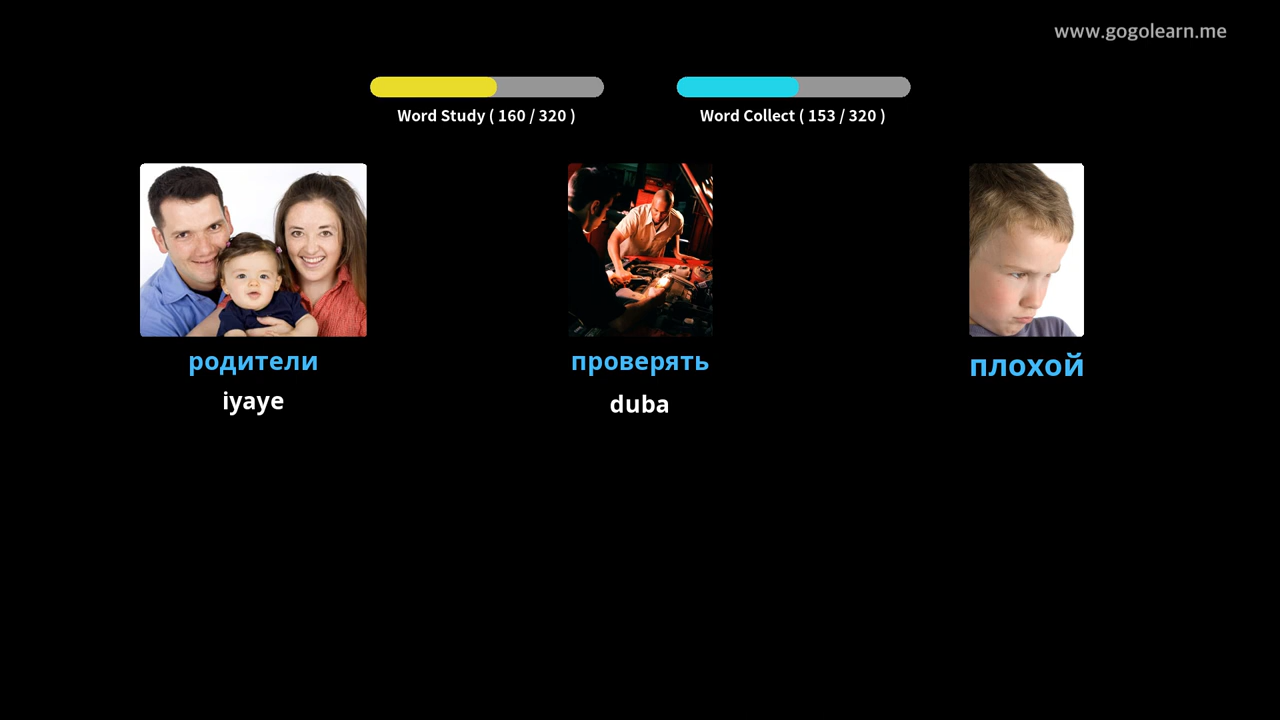 www.gogolearn.me
Word Study ( 160 / 320 )
Word Collect ( 153 / 320 )
родители
iyaye
проверять
duba
плохой